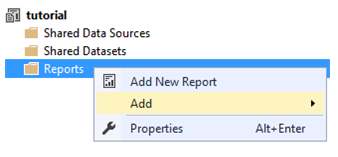 tutorial
Shared Data Sources
Shared Datasets
Reports
Add New Report
Add
Properties Alt+Enter